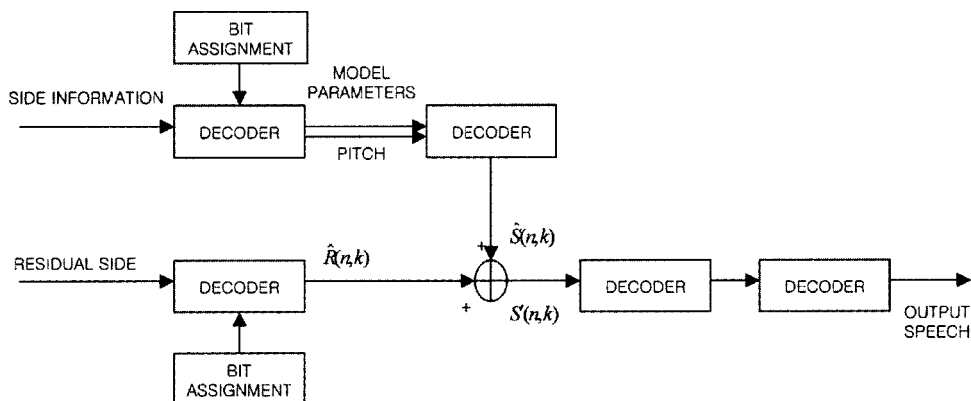 BIT
ASSIGNMENT
SIDE INFORMATION
MODEL
PARAMETERS
DECODER
DECODER
PITCH
+
Ŝ(n,k)
RESIDUAL SIDE
R̂(n,k)
DECODER
+
S'(n,k)
DECODER
DECODER
OUTPUT
SPEECH
BIT
ASSIGNMENT